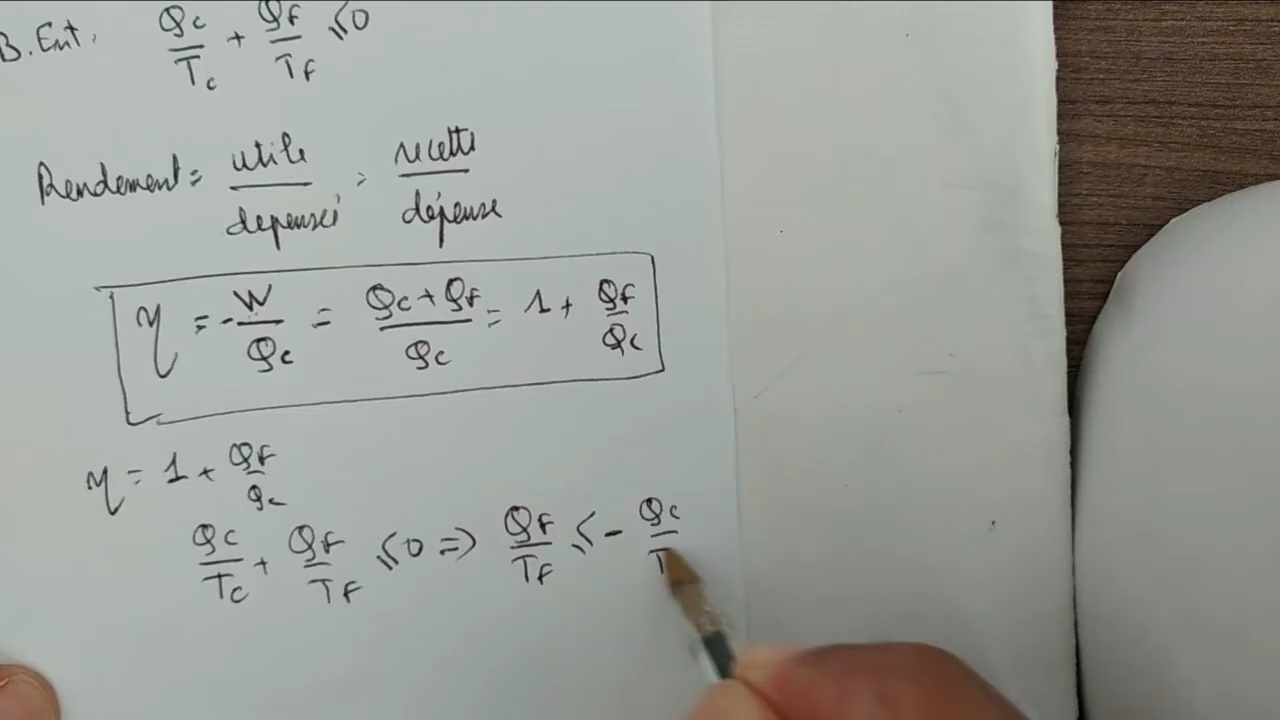 B. Ent. Qc/Tc + QF/TF ≤ 0
Rendement = utile/depensée = recette/dépense
η = -W/Qc = Qc + QF/Qc = 1 + QF/Qc
η = 1 + QF/Qc
Qc/Tc + QF/TF ≤ 0 => QF/TF ≤ - Qc/T